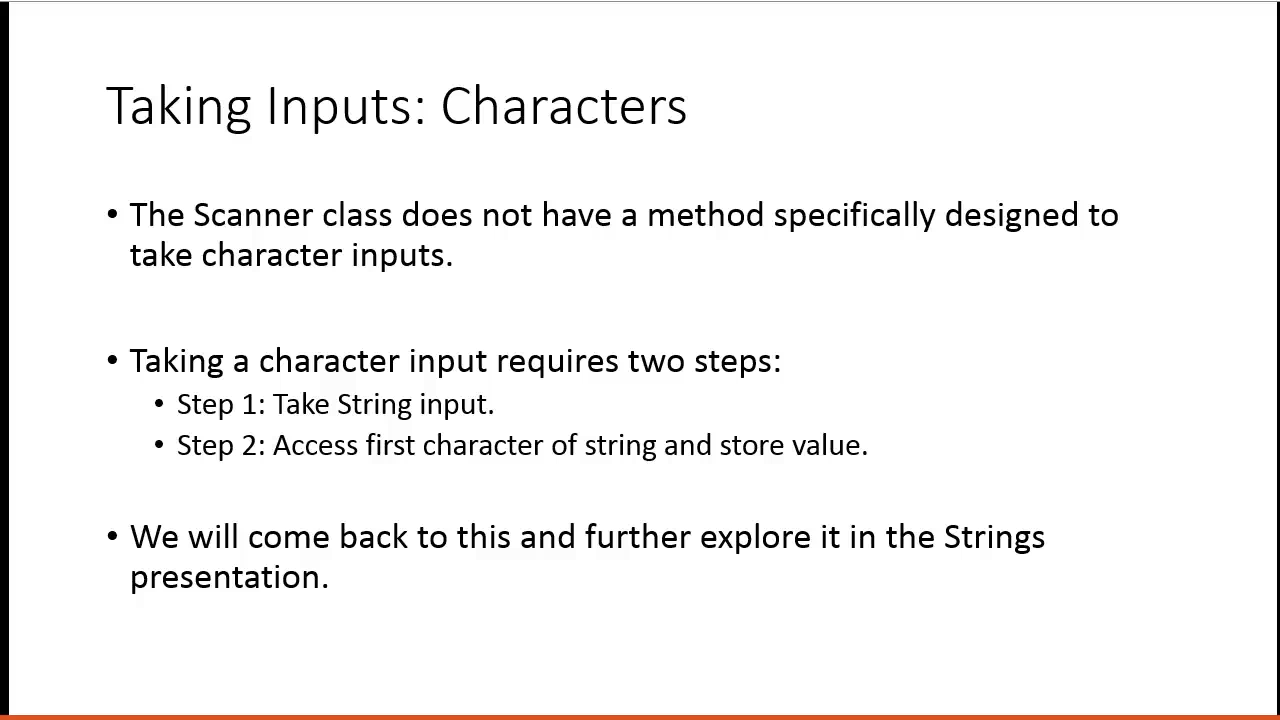 Taking Inputs: Characters
• The Scanner class does not have a method specifically designed to
take character inputs.
• Taking a character input requires two steps:
• Step 1: Take String input.
• Step 2: Access first character of string and store value.
• We will come back to this and further explore it in the Strings
presentation.